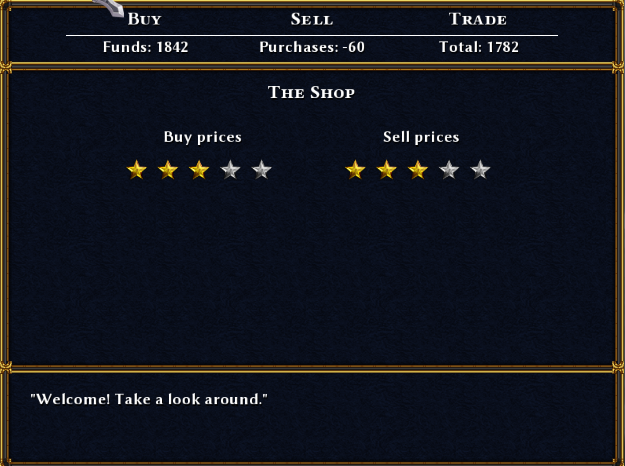 Buy Sell Trade
Funds: 1842 Purchases: -60 Total: 1782
The Shop
Buy prices Sell prices
"Welcome! Take a look around."